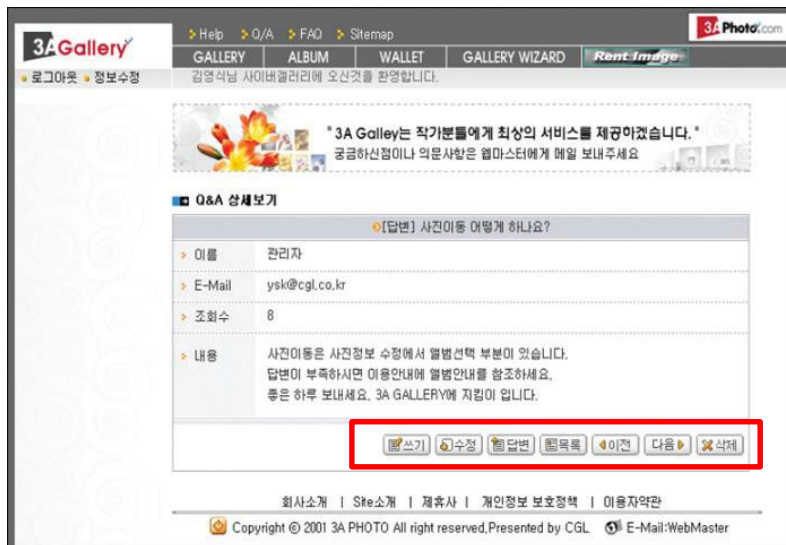 3AGallery
Help Q/A FAQ Sitemap
3A Photo.com
GALLERY ALBUM WALLET GALLERY WIZARD Rent Image
로그아웃 정보수정
김영식님 사이버갤러리에 오신것을 환영합니다.
"3A Galley는 작가분들에게 최상의 서비스를 제공하겠습니다."
궁금하신점이나 의문사항은 웹마스터에게 메일 보내주세요
Q&A 상세보기
[답변] 사진이동 어떻게 하나요?
이름 관리자
E-Mail ysk@cgl.co.kr
조회수 8
내용 사진이동은 사진정보 수정에서 앨범선택 부분이 있습니다.
답변이 부족하시면 이용안내에 앨범안내를 참조하세요.
좋은 하루 보내세요. 3A GALLERY에 지킴이 입니다.
쓰기 수정 답변 목록 이전 다음 삭제
회사소개 | Site소개 | 제휴사 | 개인정보 보호정책 | 이용자약관
Copyright © 2001 3A PHOTO All right reserved,Presented by CGL E-Mail:WebMaster